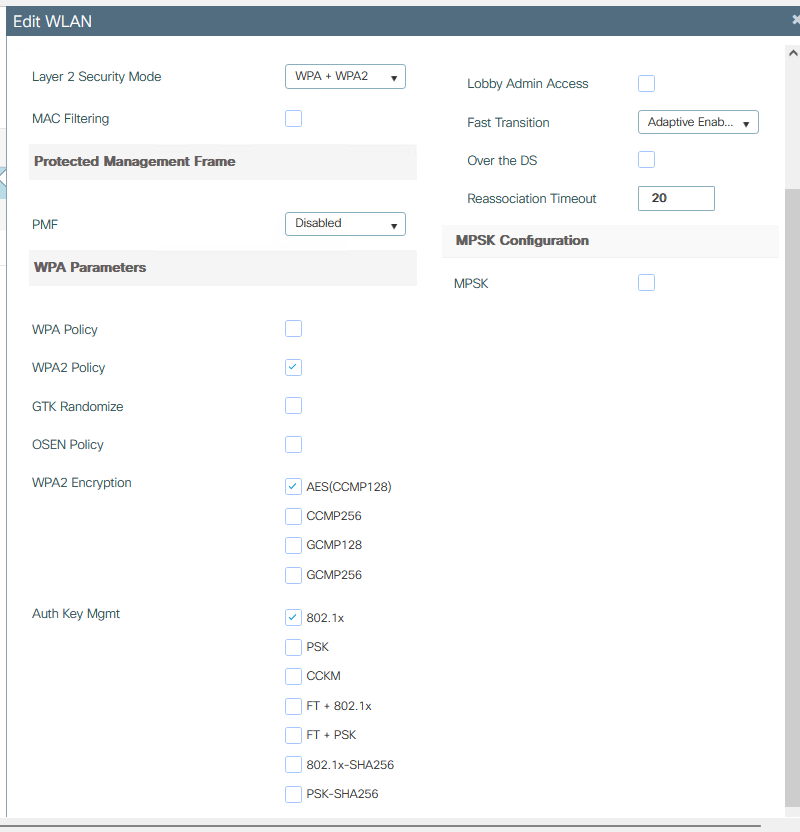 Edit WLAN
Layer 2 Security Mode
WPA + WPA2
MAC Filtering
Protected Management Frame
PMF
Disabled
WPA Parameters
WPA Policy
WPA2 Policy
GTK Randomize
OSEN Policy
WPA2 Encryption
AES(CCMP128)
CCMP256
GCMP128
GCMP256
Auth Key Mgmt
802.1x
PSK
CCKM
FT + 802.1x
FT + PSK
802.1x-SHA256
PSK-SHA256
Lobby Admin Access
Fast Transition
Adaptive Enab...
Over the DS
Reassociation Timeout
20
MPSK Configuration
MPSK